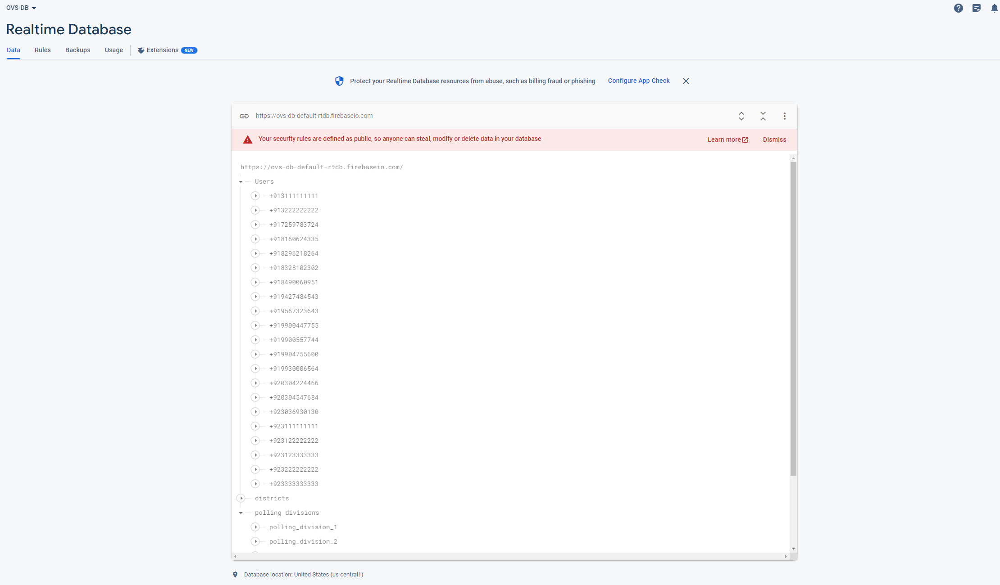 OVS-DB
Realtime Database
Data Rules Backups Usage Extensions NEW
Protect your Realtime Database resources from abuse, such as billing fraud or phishing Configure App Check
https://ovs-db-default-rtdb.firebaseio.com
Your security rules are defined as public, so anyone can steal, modify or delete data in your database Learn more Dismiss
https://ovs-db-default-rtdb.firebaseio.com/
Users
+913111111111
+913222222222
+917259783724
+918160624335
+918296218264
+918328102302
+918490060951
+919427484543
+919567323643
+919900447755
+919900557744
+919904755600
+919930006564
+920304224466
+920304547684
+923036930130
+923111111111
+923122222222
+923123333333
+923222222222
+923333333333
districts
polling_divisions
polling_division_1
polling_division_2
Database location: United States (us-central1)